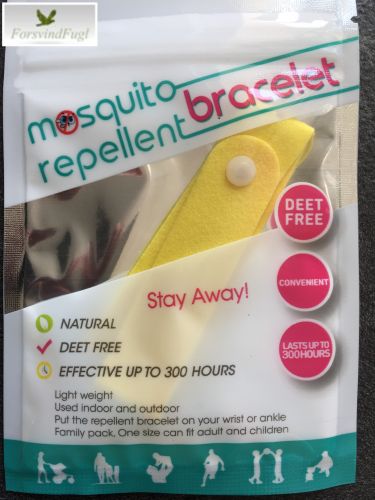 ForsvindFugl
mosquito
repellent bracelet
DEET
FREE
CONVENIENT
LASTS UP TO
300 HOURS
Stay Away!
NATURAL
DEET FREE
EFFECTIVE UP TO 300 HOURS
Light weight
Used indoor and outdoor
Put the repellent bracelet on your wrist or ankle
Family pack, One size can fit adult and children